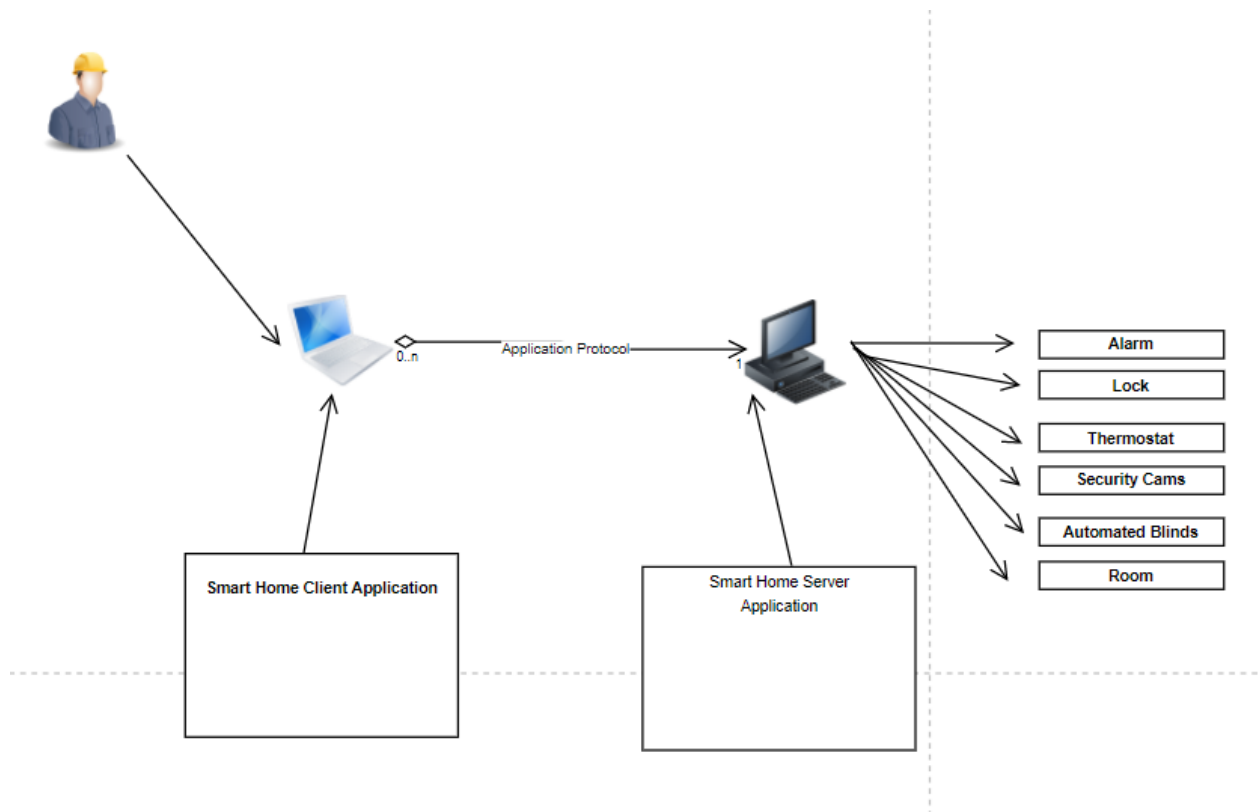 0..n
Application Protocol
1
Alarm
Lock
Thermostat
Security Cams
Automated Blinds
Room
Smart Home Client Application
Smart Home Server
Application